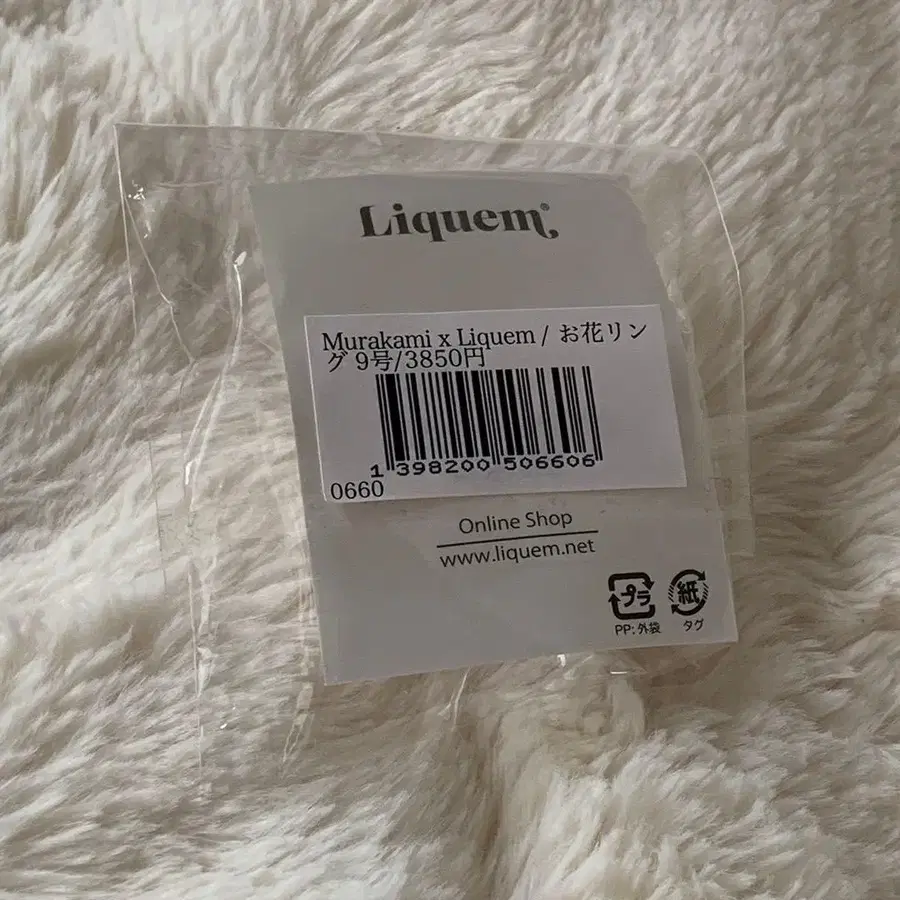 Liquem®
Murakami x Liquem / お花リン
グ 9号/3850円
1 398200 506606
0660
Online Shop
www.liquem.net
プラ 紙
PP:外袋 タグ